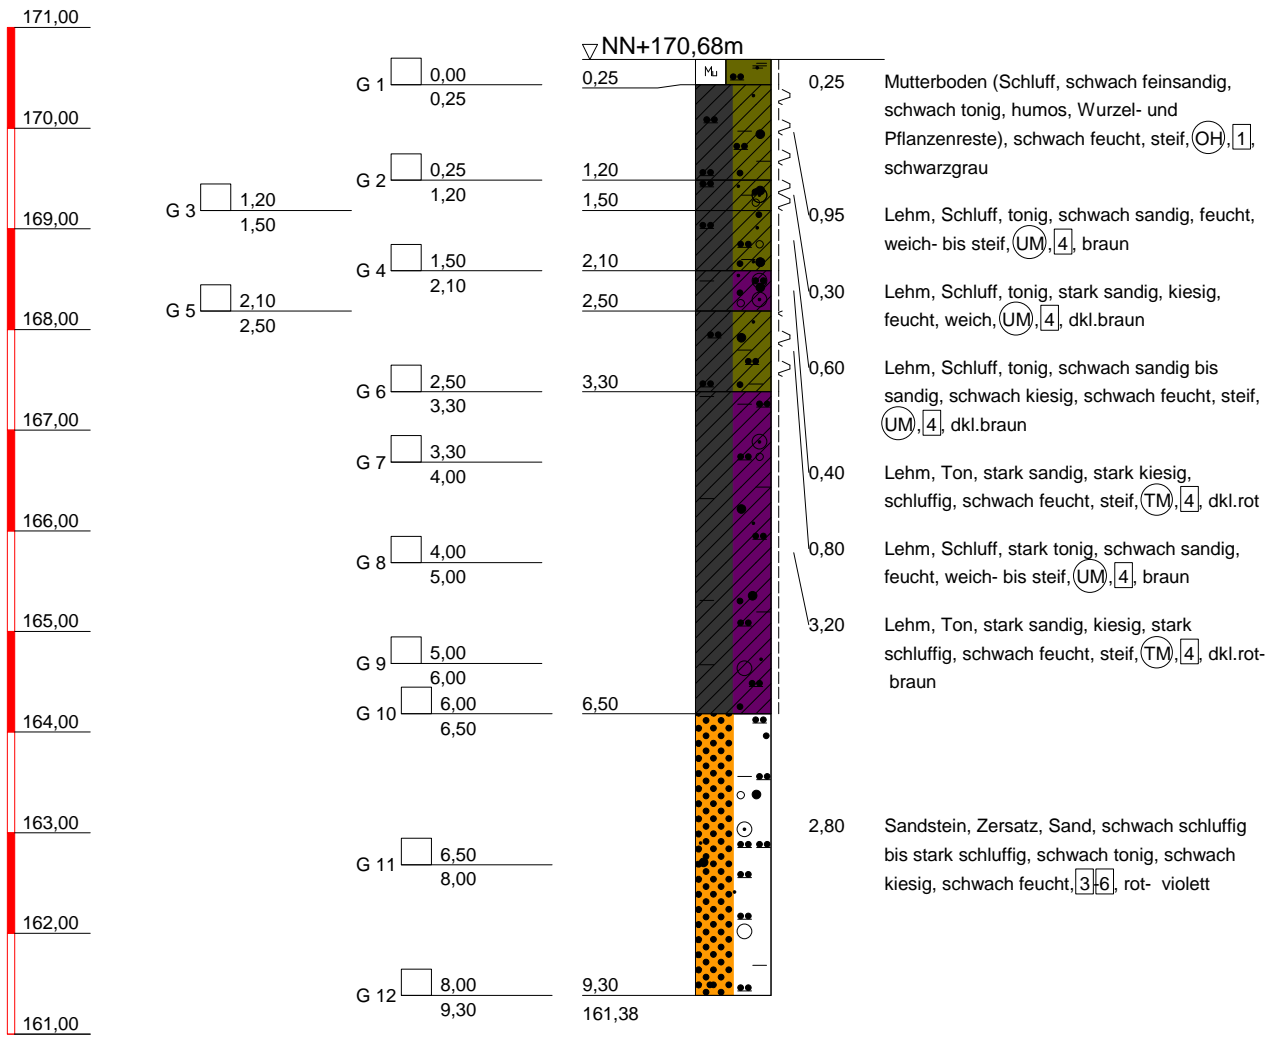 171,00
170,00
169,00
168,00
167,00
166,00
165,00
164,00
163,00
162,00
161,00
G 1 0,00
0,25
G 2 0,25
1,20
G 3 1,20
1,50
G 4 1,50
2,10
G 5 2,10
2,50
G 6 2,50
3,30
G 7 3,30
4,00
G 8 4,00
5,00
G 9 5,00
6,00
G 10 6,00
6,50
G 11 6,50
8,00
G 12 8,00
9,30
NN+170,68m
0,25
1,20
1,50
2,10
2,50
3,30
6,50
9,30
161,38
Mu
0,25 Mutterboden (Schluff, schwach feinsandig,
schwach tonig, humos, Wurzel- und
Pflanzenreste), schwach feucht, steif, OH, 1,
schwarzgrau
0,95 Lehm, Schluff, tonig, schwach sandig, feucht,
weich- bis steif, UM, 4, braun
0,30 Lehm, Schluff, tonig, stark sandig, kiesig,
feucht, weich, UM, 4, dkl.braun
0,60 Lehm, Schluff, tonig, schwach sandig bis
sandig, schwach kiesig, schwach feucht, steif,
UM, 4, dkl.braun
0,40 Lehm, Ton, stark sandig, stark kiesig,
schluffig, schwach feucht, steif, TM, 4, dkl.rot
0,80 Lehm, Schluff, stark tonig, schwach sandig,
feucht, weich- bis steif, UM, 4, braun
3,20 Lehm, Ton, stark sandig, kiesig, stark
schluffig, schwach feucht, steif, TM, 4, dkl.rot-
braun
2,80 Sandstein, Zersatz, Sand, schwach schluffig
bis stark schluffig, schwach tonig, schwach
kiesig, schwach feucht, 3-6, rot- violett